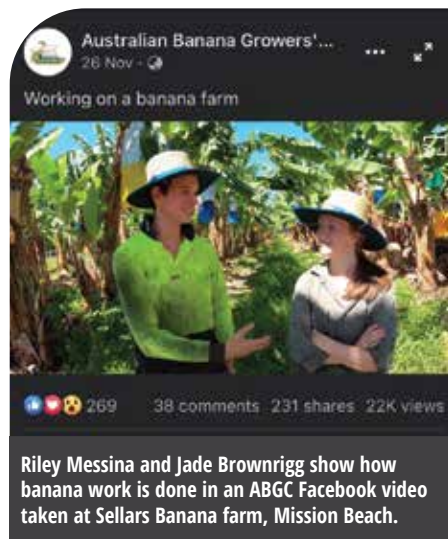 Australian Banana Growers'...
26 Nov ·
Working on a banana farm
269 38 comments 231 shares 22K views
Riley Messina and Jade Brownrigg show how
banana work is done in an ABGC Facebook video
taken at Sellars Banana farm, Mission Beach.